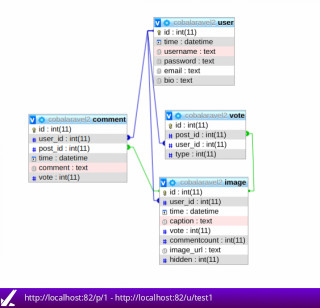 cobalaravel2 user
id : int(11)
time : datetime
username : text
password : text
email : text
bio : text
cobalaravel2 comment
id : int(11)
user_id : int(11)
post_id : int(11)
time : datetime
comment : text
vote : int(11)
cobalaravel2 vote
id : int(11)
post_id : int(11)
user_id : int(11)
type : int(11)
cobalaravel2 image
id : int(11)
user_id : int(11)
time : datetime
caption : text
vote : int(11)
commentcount : int(11)
image_url : text
hidden : int(11)
http://localhost:82/p/1 - http://localhost:82/u/test1